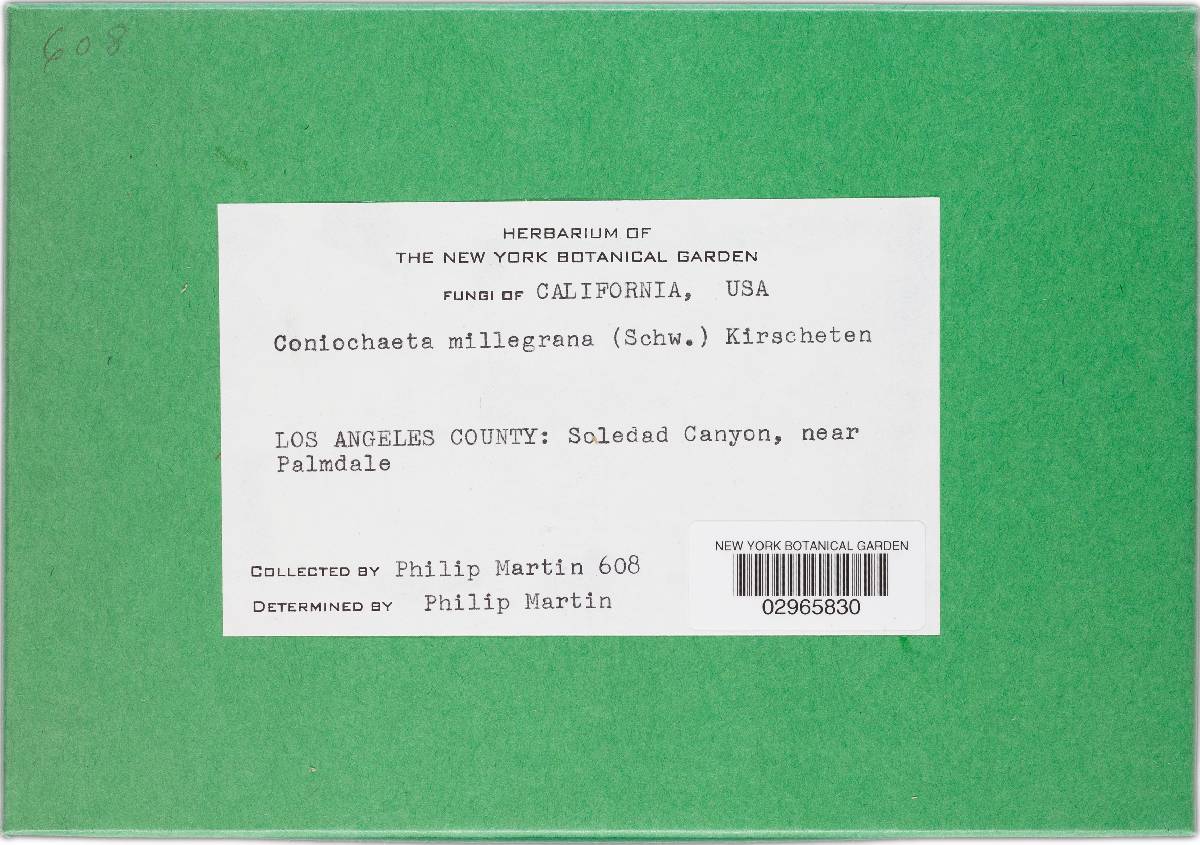 608
HERBARIUM OF
THE NEW YORK BOTANICAL GARDEN
FUNGI OF CALIFORNIA, USA
Coniochaeta millegrana (Schw.) Kirscheten
LOS ANGELES COUNTY: Soledad Canyon, near
Palmdale
COLLECTED BY Philip Martin 608
DETERMINED BY Philip Martin
NEW YORK BOTANICAL GARDEN
02965830